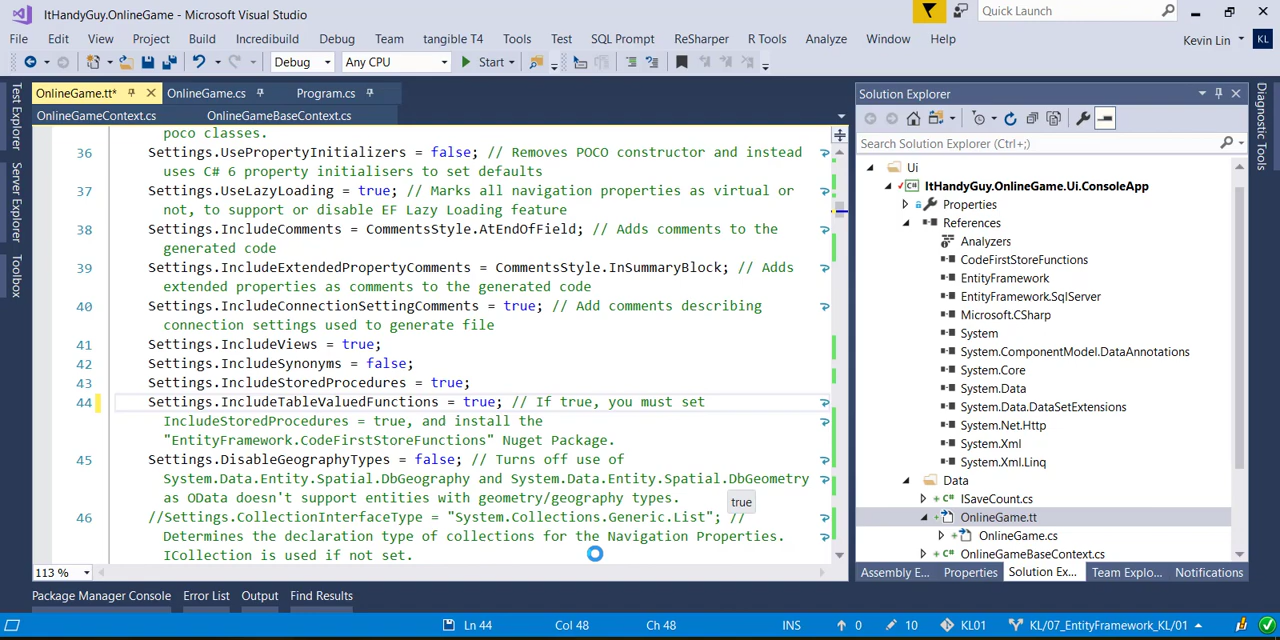 ItHandyGuy.OnlineGame - Microsoft Visual Studio
Quick Launch
File Edit View Project Build Incredibuild Debug Team tangible T4 Tools Test SQL Prompt ReSharper R Tools Analyze Window Help
Kevin Lin KL
Debug Any CPU Start
Test Explorer
Server Explorer
Toolbox
OnlineGame.tt* OnlineGame.cs Program.cs
OnlineGameContext.cs OnlineGameBaseContext.cs
poco classes.
36 Settings.UsePropertyInitializers = false; // Removes POCO constructor and instead
uses C# 6 property initialisers to set defaults
37 Settings.UseLazyLoading = true; // Marks all navigation properties as virtual or
not, to support or disable EF Lazy Loading feature
38 Settings.IncludeComments = CommentsStyle.AtEndOfField; // Adds comments to the
generated code
39 Settings.IncludeExtendedPropertyComments = CommentsStyle.InSummaryBlock; // Adds
extended properties as comments to the generated code
40 Settings.IncludeConnectionSettingComments = true; // Add comments describing
connection settings used to generate file
41 Settings.IncludeViews = true;
42 Settings.IncludeSynonyms = false;
43 Settings.IncludeStoredProcedures = true;
44 Settings.IncludeTableValuedFunctions = true; // If true, you must set
IncludeStoredProcedures = true, and install the
"EntityFramework.CodeFirstStoreFunctions" Nuget Package.
45 Settings.DisableGeographyTypes = false; // Turns off use of
System.Data.Entity.Spatial.DbGeography and System.Data.Entity.Spatial.DbGeometry
as OData doesn't support entities with geometry/geography types.
true
46 //Settings.CollectionInterfaceType = "System.Collections.Generic.List"; //
Determines the declaration type of collections for the Navigation Properties.
ICollection is used if not set.
113 %
Solution Explorer
Search Solution Explorer (Ctrl+;)
Ui
ItHandyGuy.OnlineGame.Ui.ConsoleApp
Properties
References
Analyzers
CodeFirstStoreFunctions
EntityFramework
EntityFramework.SqlServer
Microsoft.CSharp
System
System.ComponentModel.DataAnnotations
System.Core
System.Data
System.Data.DataSetExtensions
System.Net.Http
System.Xml
System.Xml.Linq
Data
ISaveCount.cs
OnlineGame.tt
OnlineGame.cs
OnlineGameBaseContext.cs
Assembly E... Properties Solution Ex... Team Explo... Notifications
Diagnostic Tools
Package Manager Console Error List Output Find Results
Ln 44 Col 48 Ch 48 INS 0 10 KL01 KL/07_EntityFramework_KL/01